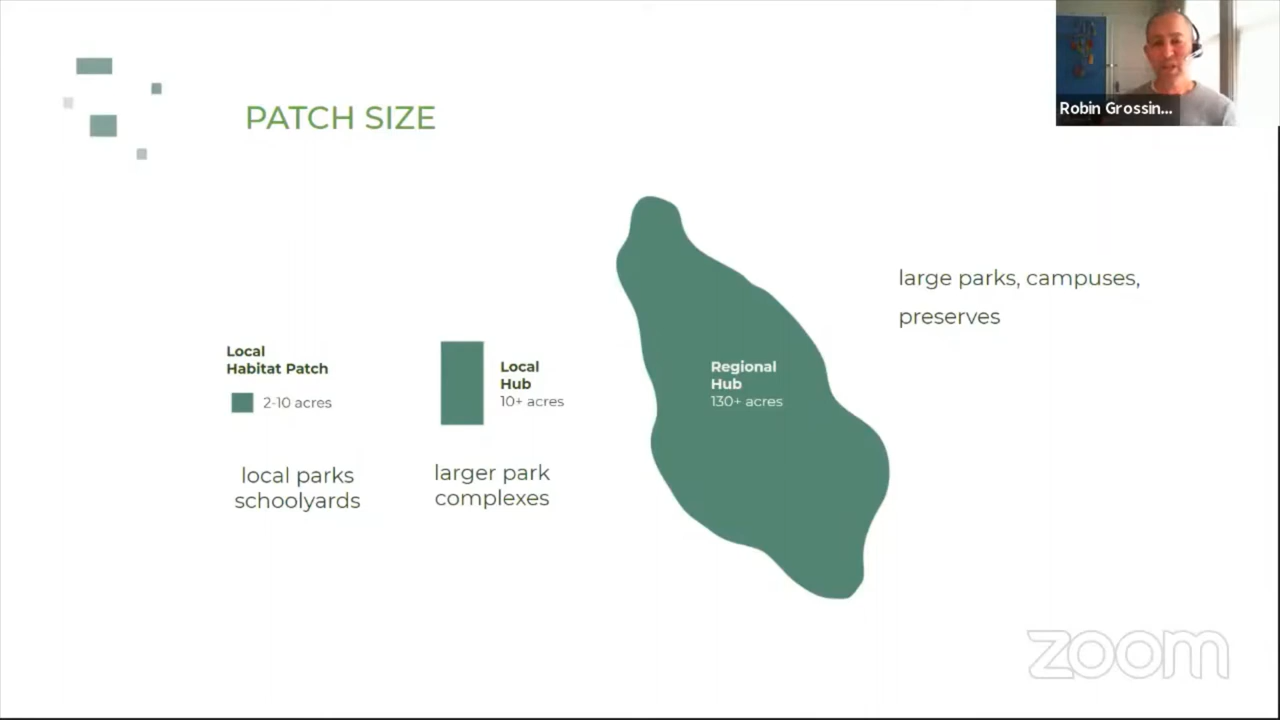 Robin Grossin...
PATCH SIZE
large parks, campuses,
preserves
Local
Habitat Patch
2-10 acres
Local
Hub
10+ acres
Regional
Hub
130+ acres
local parks
schoolyards
larger park
complexes
zoom